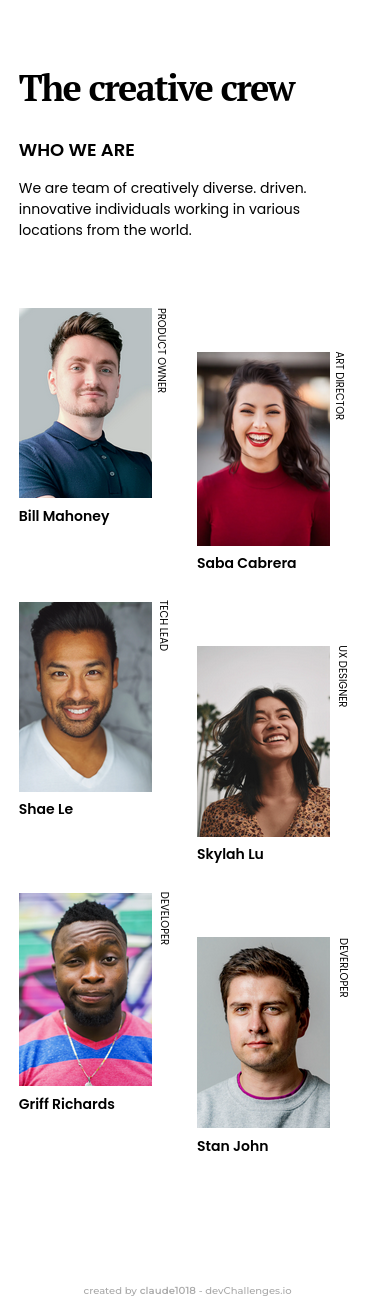 The creative crew
WHO WE ARE
We are team of creatively diverse. driven.
innovative individuals working in various
locations from the world.
PRODUCT OWNER
Bill Mahoney
ART DIRECTOR
Saba Cabrera
TECH LEAD
Shae Le
UX DESIGNER
Skylah Lu
DEVELOPER
Griff Richards
DEVERLOPER
Stan John
created by claude1018 - devChallenges.io